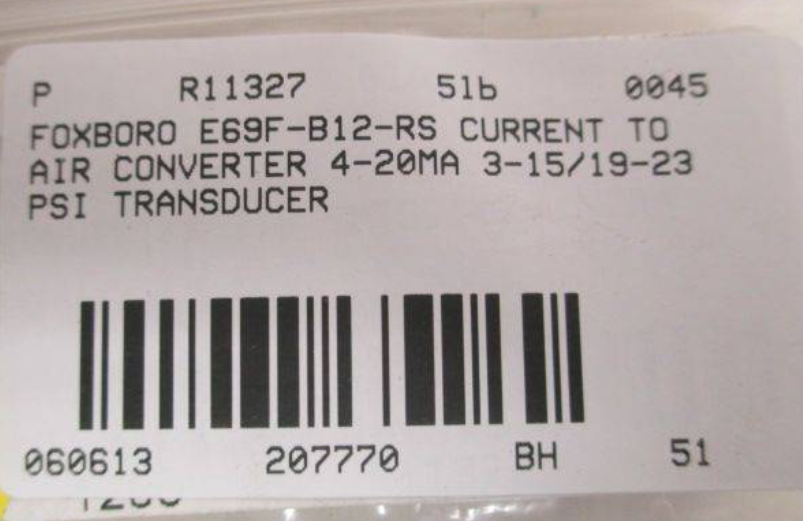 P R11327 51b 0045
FOXBORO E69F-B12-RS CURRENT TO
AIR CONVERTER 4-20MA 3-15/19-23
PSI TRANSDUCER
060613 207770 BH 51